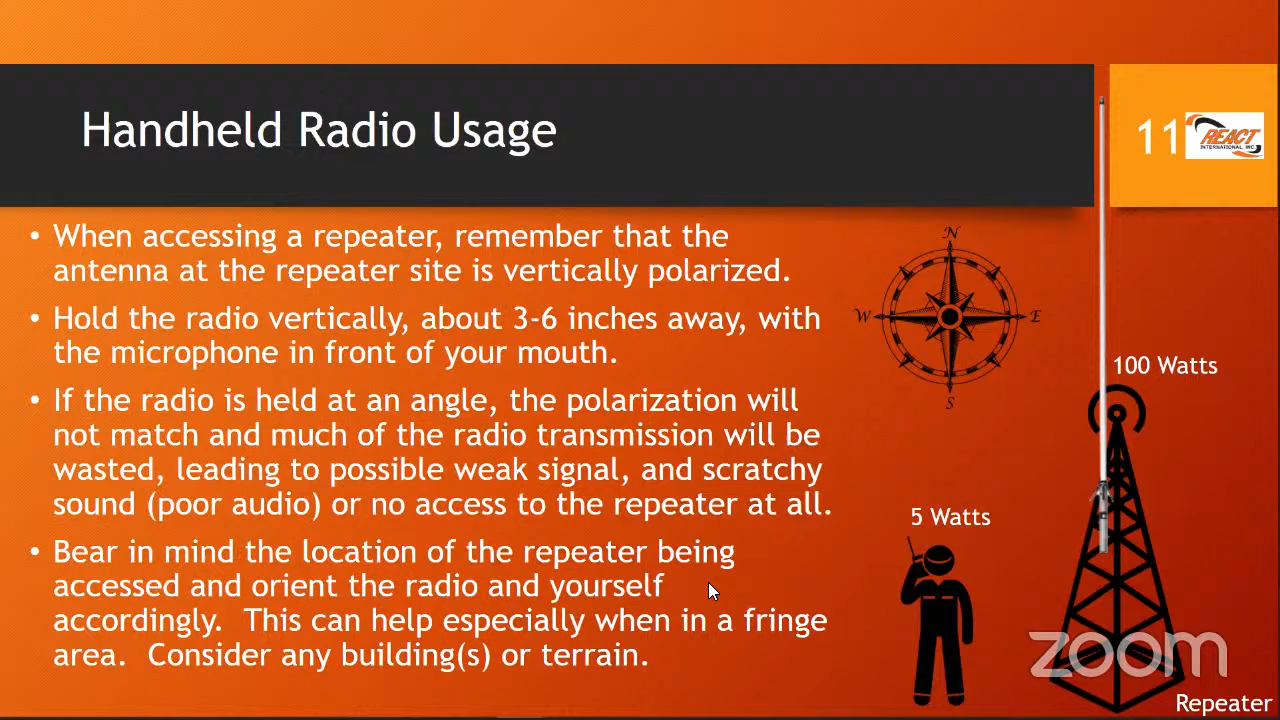 Handheld Radio Usage
11
REACT
INTERNATIONAL, INC.
• When accessing a repeater, remember that the
antenna at the repeater site is vertically polarized.
• Hold the radio vertically, about 3-6 inches away, with
the microphone in front of your mouth.
• If the radio is held at an angle, the polarization will
not match and much of the radio transmission will be
wasted, leading to possible weak signal, and scratchy
sound (poor audio) or no access to the repeater at all.
• Bear in mind the location of the repeater being
accessed and orient the radio and yourself
accordingly.  This can help especially when in a fringe
area.  Consider any building(s) or terrain.
N
W
E
S
100 Watts
5 Watts
zoom
Repeater